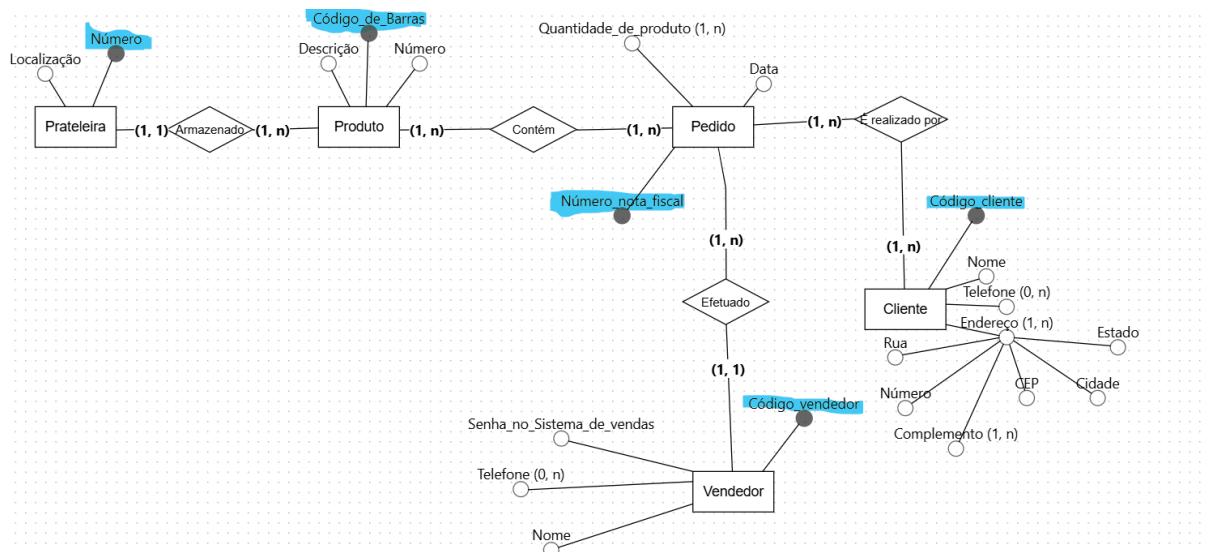 Código_de_Barras
Quantidade_de_produto (1, n)
Número
Descrição
Número
Localização
Data
Prateleira
(1, 1)
Armazenado
(1, n)
Produto
(1, n)
Contém
(1, n)
Pedido
(1, n)
É realizado por
Número_nota_fiscal
Código_cliente
(1, n)
(1, n)
Nome
Telefone (0, n)
Efetuado
Cliente
Endereço (1, n)
Estado
Rua
(1, 1)
Número
CEP
Cidade
Código_vendedor
Senha_no_Sistema_de_vendas
Complemento (1, n)
Telefone (0, n)
Vendedor
Nome